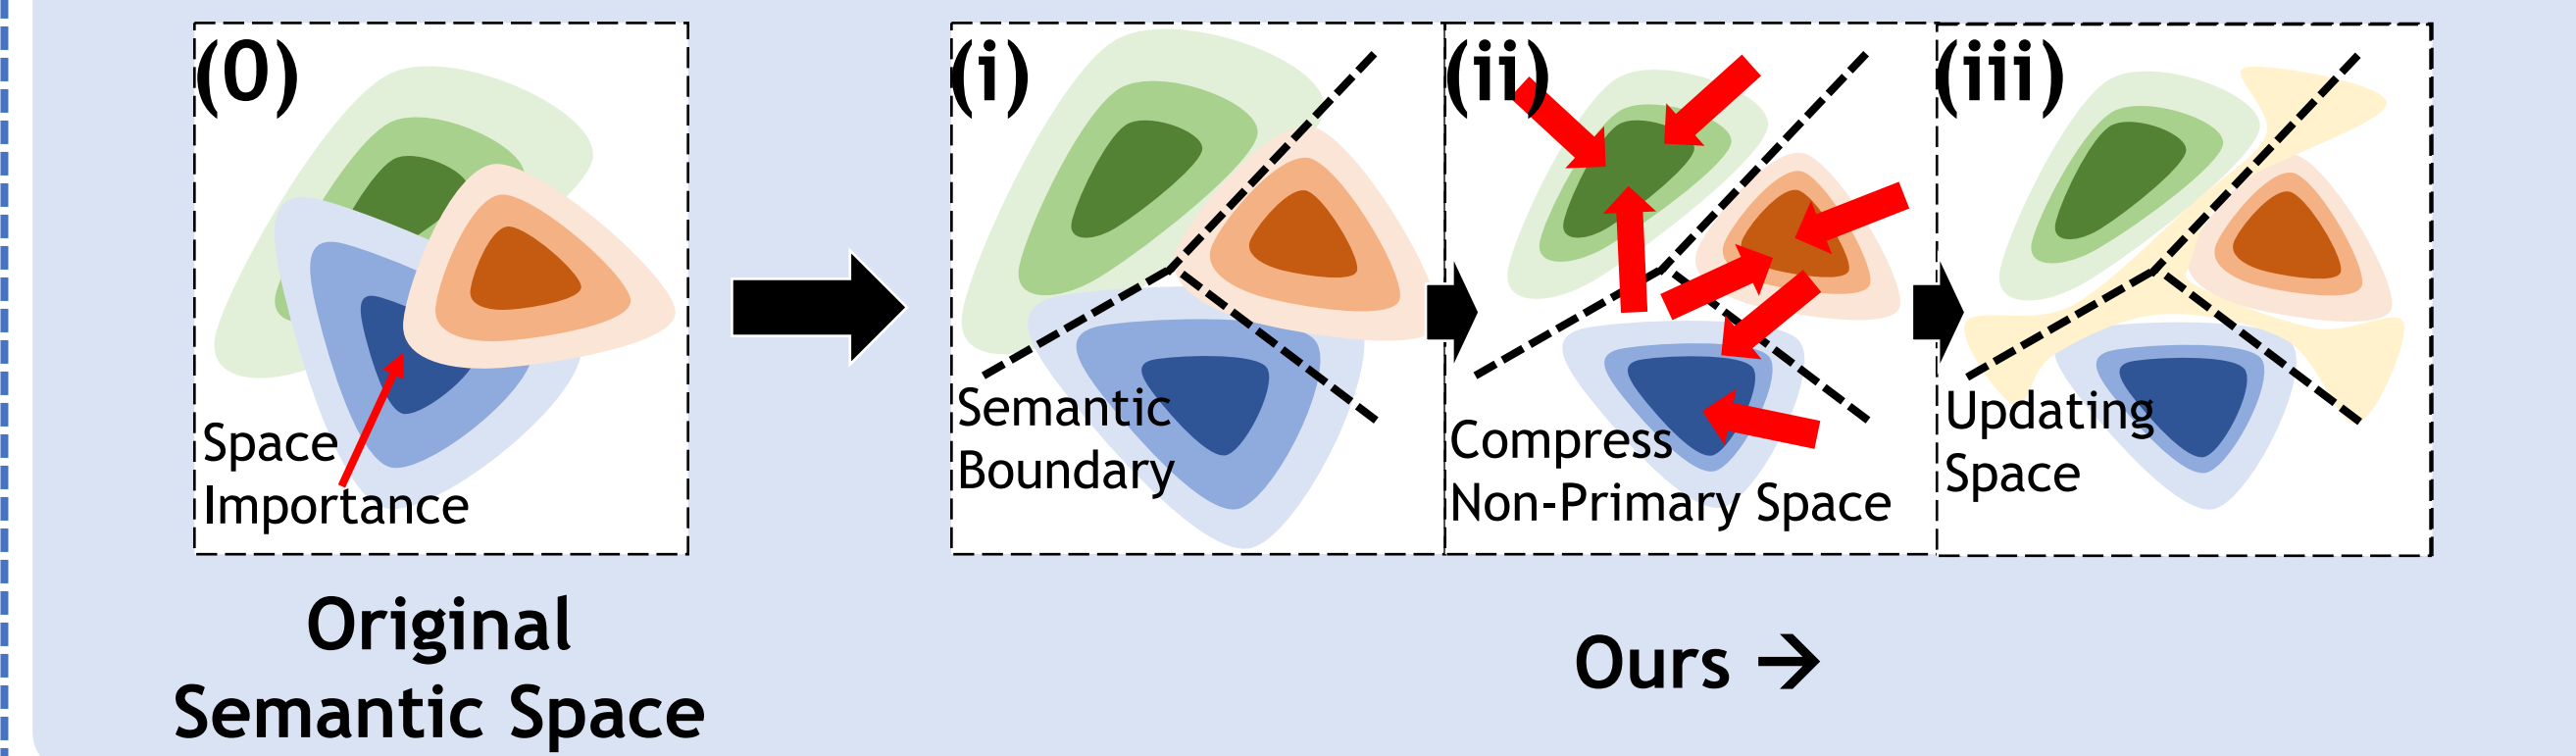 (0)
Space
Importance
(i)
Semantic
Boundary
(ii)
Compress
Non-Primary Space
(iii)
Updating
Space
Original
Semantic Space
Ours →